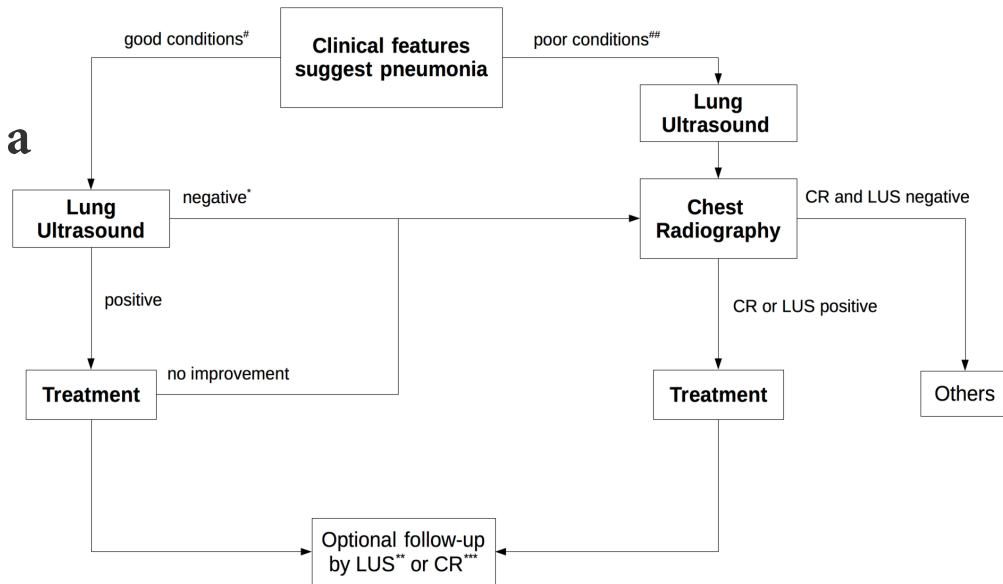 good conditions#
Clinical features
suggest pneumonia
poor conditions##
Lung
Ultrasound
a
Lung
Ultrasound
negative*
Chest
Radiography
CR and LUS negative
positive
CR or LUS positive
Treatment
no improvement
Treatment
Others
Optional follow-up
by LUS** or CR***